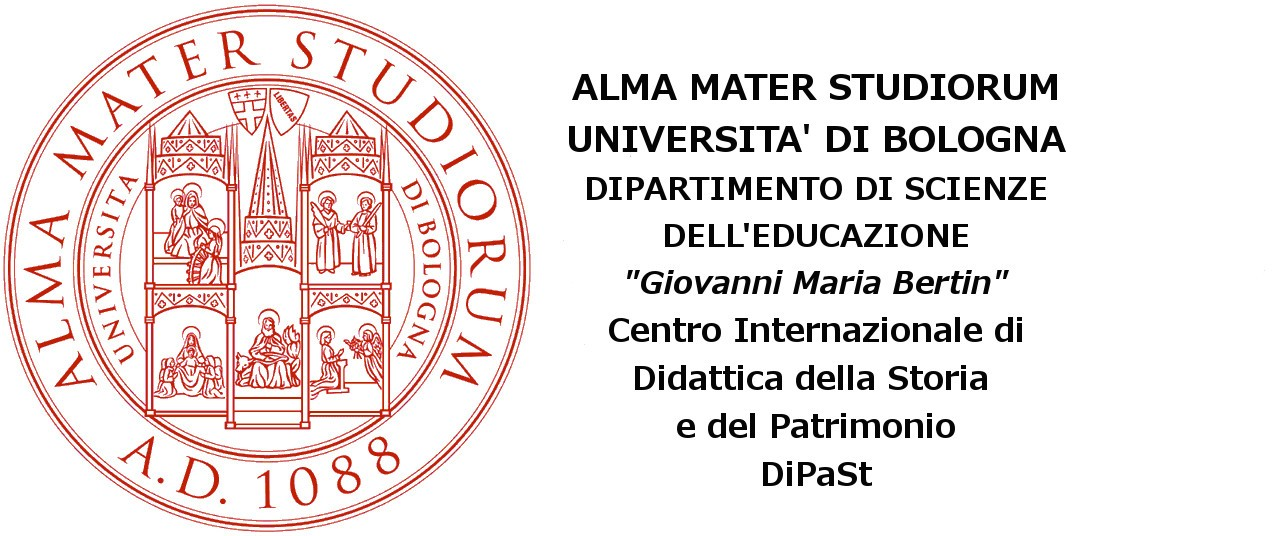 ALMA MATER STUDIORUM
UNIVERSITA DI BOLOGNA
LIBERTAS
A.D. 1088
ALMA MATER STUDIORUM
UNIVERSITA' DI BOLOGNA
DIPARTIMENTO DI SCIENZE
DELL'EDUCAZIONE
"Giovanni Maria Bertin"
Centro Internazionale di
Didattica della Storia
e del Patrimonio
DiPaSt